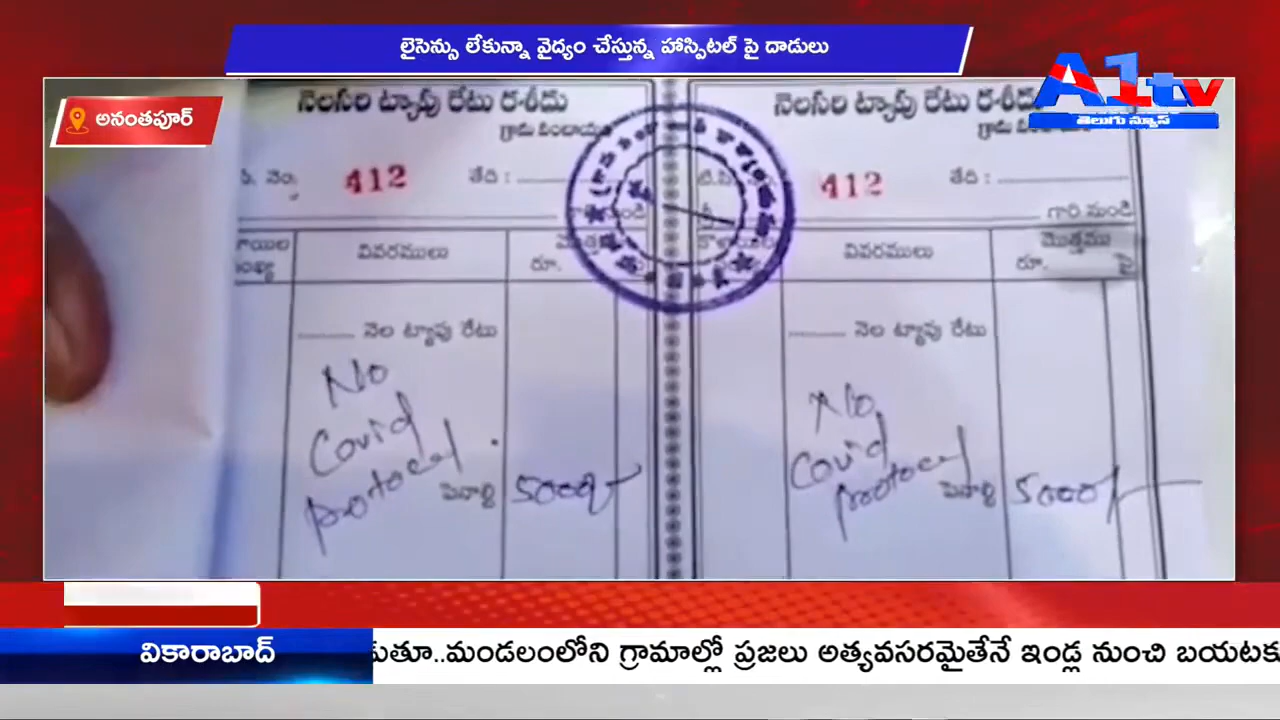 లైసెన్సు లేకున్నా వైద్యం చేస్తున్న హాస్పిటల్ పై దాడులు
A1tv
తెలుగు న్యూస్
అనంతపూర్
నెలసరి ట్యాపు రేటు రశీదు
గ్రామ పంచాయతి
412
తేది :
వివరములు
రూ.
నెల ట్యాపు రేటు
No
Covid
protocol
పెనాల్టి
5000/-
నెలసరి ట్యాపు రేటు రశీదు
గ్రామ
412
తేది :
గారి నుండి
వివరములు
మొత్తము
రూ.
పై
నెల ట్యాపు రేటు
No
Covid
protocol
పెనాల్టి
5000/-
వికారాబాద్
మండలంలోని గ్రామాల్లో ప్రజలు అత్యవసరమైతేనే ఇండ్ల నుంచి బయటకు